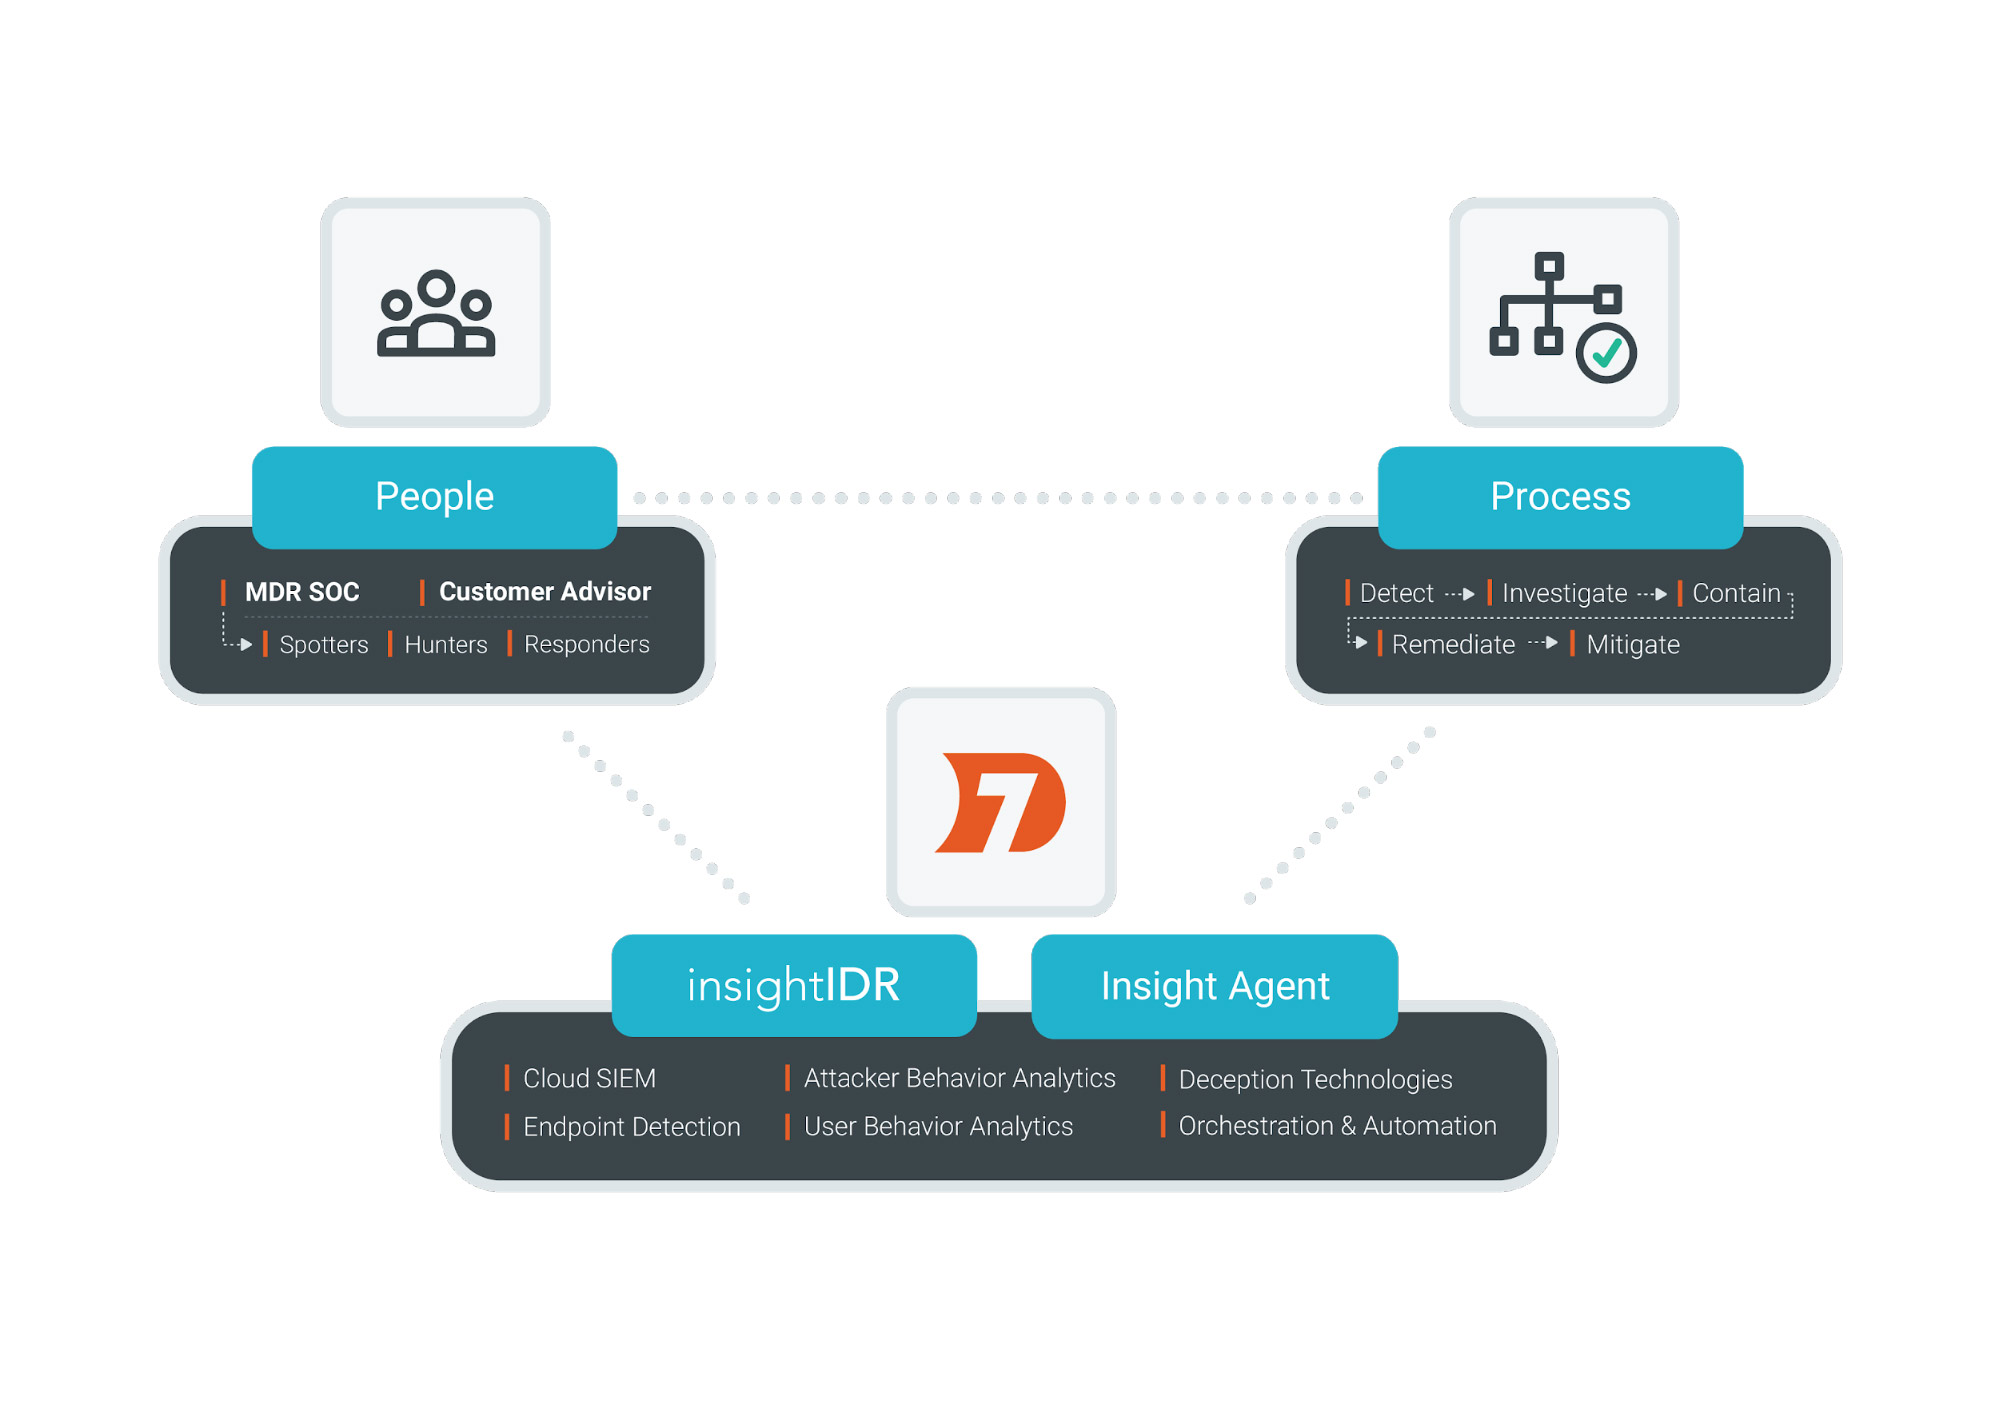 People
Process
MDR SOC Customer Advisor
Spotters Hunters Responders
Detect Investigate Contain
Remediate Mitigate
7
insightIDR
Insight Agent
Cloud SIEM Attacker Behavior Analytics Deception Technologies
Endpoint Detection User Behavior Analytics Orchestration & Automation